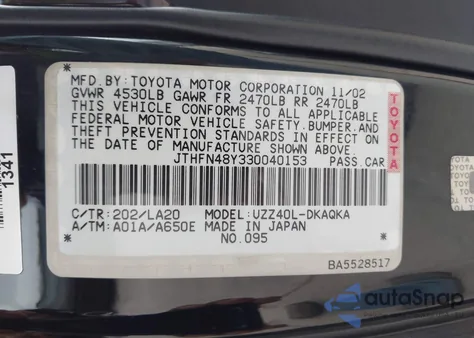 MFD. BY: TOYOTA MOTOR CORPORATION 11/02
GVWR 4530LB GAWR FR 2470LB RR 2470LB
THIS VEHICLE CONFORMS TO ALL APPLICABLE
FEDERAL MOTOR VEHICLE SAFETY, BUMPER, AND
THEFT PREVENTION STANDARDS IN EFFECT ON
THE DATE OF MANUFACTURE SHOWN ABOVE.
JTHFN48Y330040153 PASS. CAR
TOYOTA
C/TR: 202/LA20 MODEL: UZZ40L-DKAQKA
A/TM: A01A/A650E MADE IN JAPAN
NO. 095
BA5528517
1341
TOYOTA
autoSnap